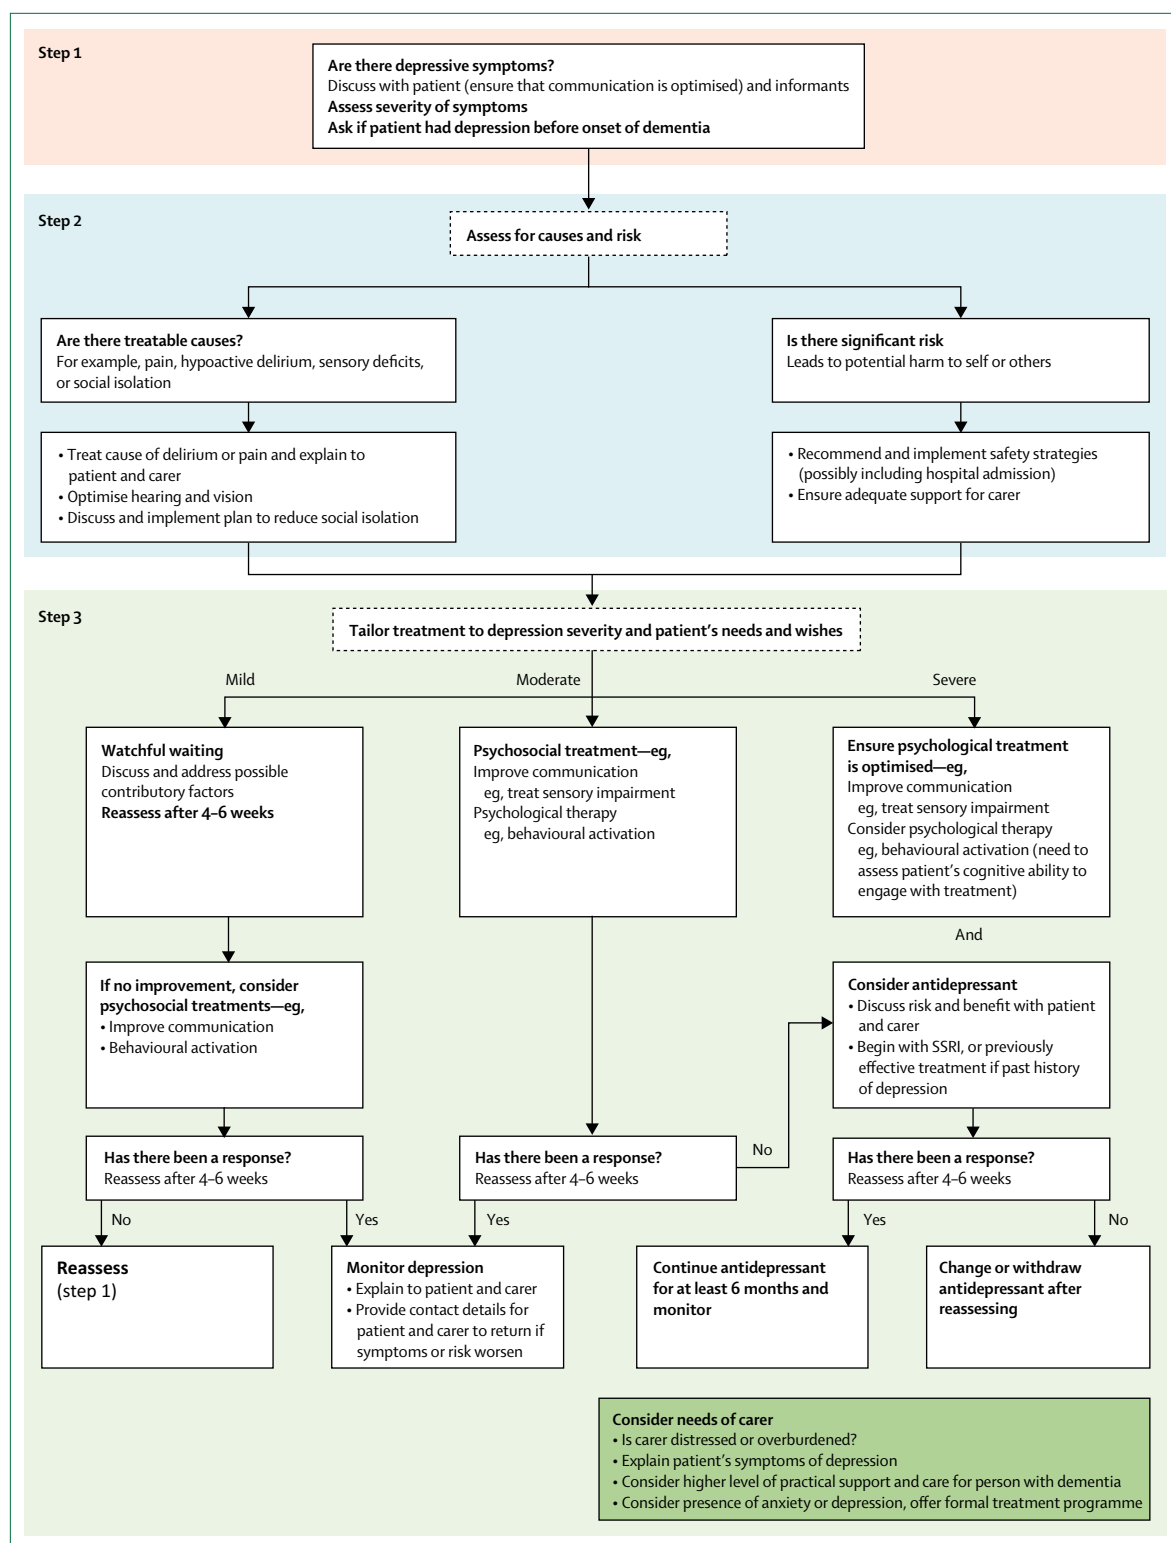 Step 1
Are there depressive symptoms?
Discuss with patient (ensure that communication is optimised) and informants
Assess severity of symptoms
Ask if patient had depression before onset of dementia
Step 2
Assess for causes and risk
Are there treatable causes?
For example, pain, hypoactive delirium, sensory deficits,
or social isolation
Is there significant risk
Leads to potential harm to self or others
• Treat cause of delirium or pain and explain to
patient and carer
• Optimise hearing and vision
• Discuss and implement plan to reduce social isolation
• Recommend and implement safety strategies
(possibly including hospital admission)
• Ensure adequate support for carer
Step 3
Tailor treatment to depression severity and patient's needs and wishes
Mild
Moderate
Severe
Watchful waiting
Discuss and address possible
contributory factors
Reassess after 4–6 weeks
Psychosocial treatment—eg,
Improve communication
eg, treat sensory impairment
Psychological therapy
eg, behavioural activation
Ensure psychological treatment
is optimised—eg,
Improve communication
eg, treat sensory impairment
Consider psychological therapy
eg, behavioural activation (need to
assess patient's cognitive ability to
engage with treatment)
And
If no improvement, consider
psychosocial treatments—eg,
• Improve communication
• Behavioural activation
Consider antidepressant
• Discuss risk and benefit with patient
and carer
• Begin with SSRI, or previously
effective treatment if past history
of depression
Has there been a response?
Reassess after 4–6 weeks
Has there been a response?
Reassess after 4–6 weeks
No
Has there been a response?
Reassess after 4–6 weeks
No
Yes
Yes
Yes
No
Reassess
(step 1)
Monitor depression
• Explain to patient and carer
• Provide contact details for
patient and carer to return if
symptoms or risk worsen
Continue antidepressant
for at least 6 months and
monitor
Change or withdraw
antidepressant after
reassessing
Consider needs of carer
• Is carer distressed or overburdened?
• Explain patient's symptoms of depression
• Consider higher level of practical support and care for person with dementia
• Consider presence of anxiety or depression, offer formal treatment programme